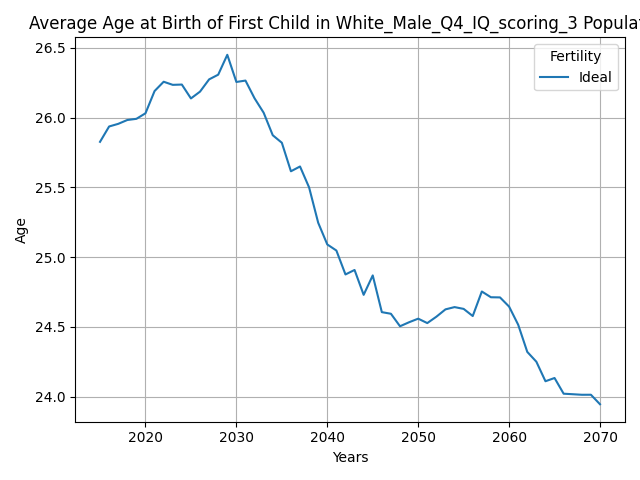 Average Age at Birth of First Child in White_Male_Q4_IQ_scoring_3 Populat
26.5
26.0
25.5
25.0
24.5
24.0
Age
Fertility
Ideal
2020 2030 2040 2050 2060 2070
Years